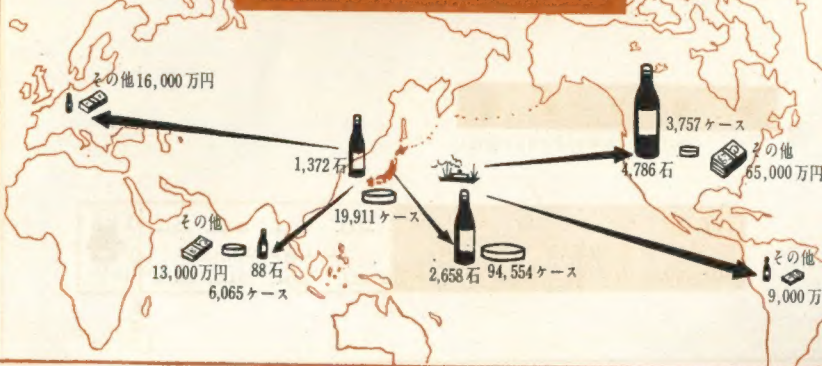 その他16,000万円
1,372石
19,911ケース
その他
13,000万円
88石
6,065ケース
2,658石
94,554ケース
3,757ケース
4,786石
その他
65,000万円
その他
9,000万